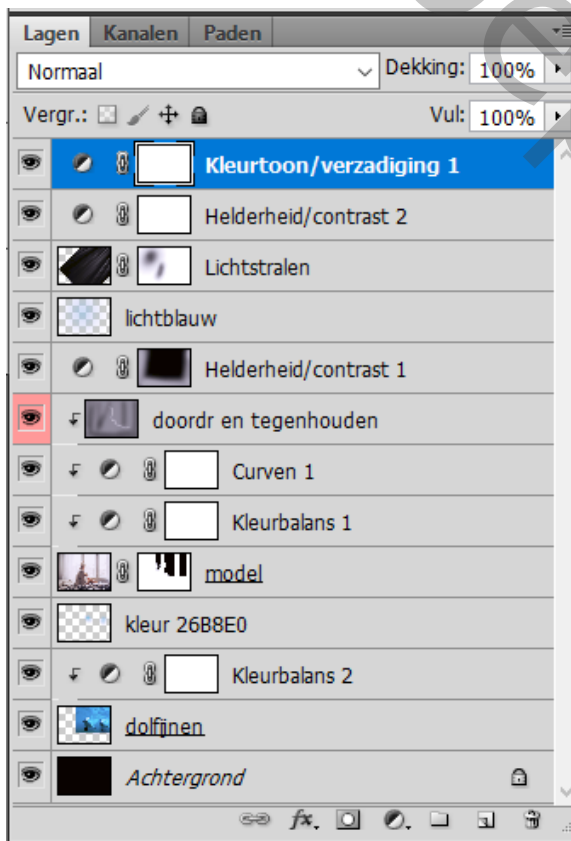 Lagen Kanalen Paden
Normaal Dekking: 100%
Vergr.: Vul: 100%
Kleurtoon/verzadiging 1
Helderheid/contrast 2
Lichtstralen
lichtblauw
Helderheid/contrast 1
doordr en tegenhouden
Curven 1
Kleurbalans 1
model
kleur 26B8E0
Kleurbalans 2
dolfijnen
Achtergrond
fx.